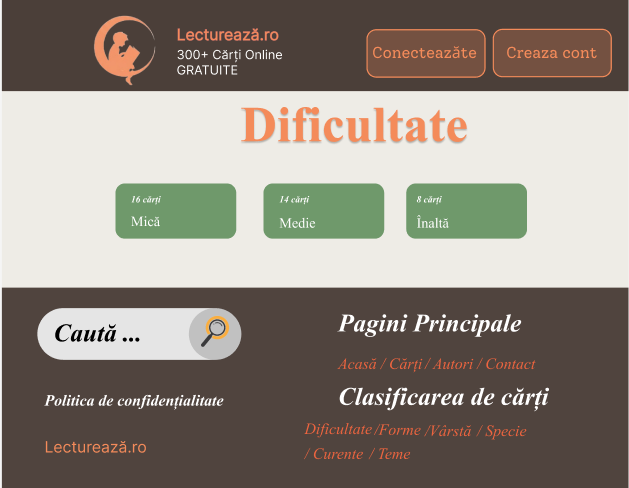 Lecturează.ro
300+ Cărți Online
GRATUITE
Conectează̆te
Creaza cont
Dificultate
16 cărți
Mică
14 cărți
Medie
8 cărți
Înaltă
Caută ...
Pagini Principale
Acasă / Cărți / Autori / Contact
Politica de confidențialitate
Clasificarea de cărți
Dificultate /Forme /Vârstă / Specie
/ Curente / Teme
Lecturează.ro